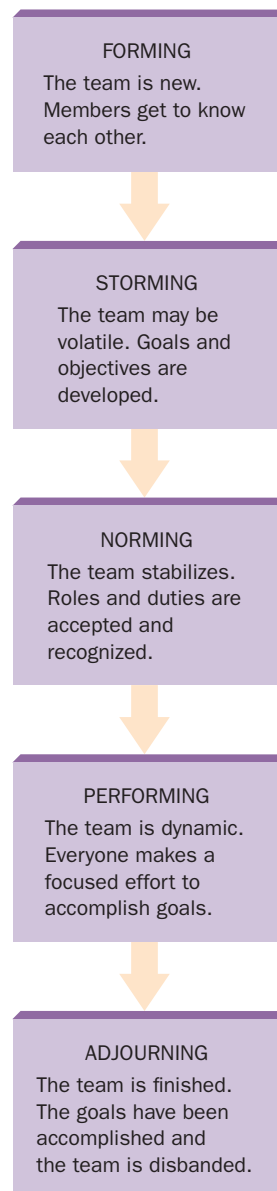 FORMING
The team is new.
Members get to know
each other.
STORMING
The team may be
volatile. Goals and
objectives are
developed.
NORMING
The team stabilizes.
Roles and duties are
accepted and
recognized.
PERFORMING
The team is dynamic.
Everyone makes a
focused effort to
accomplish goals.
ADJOURNING
The team is finished.
The goals have been
accomplished and
the team is disbanded.